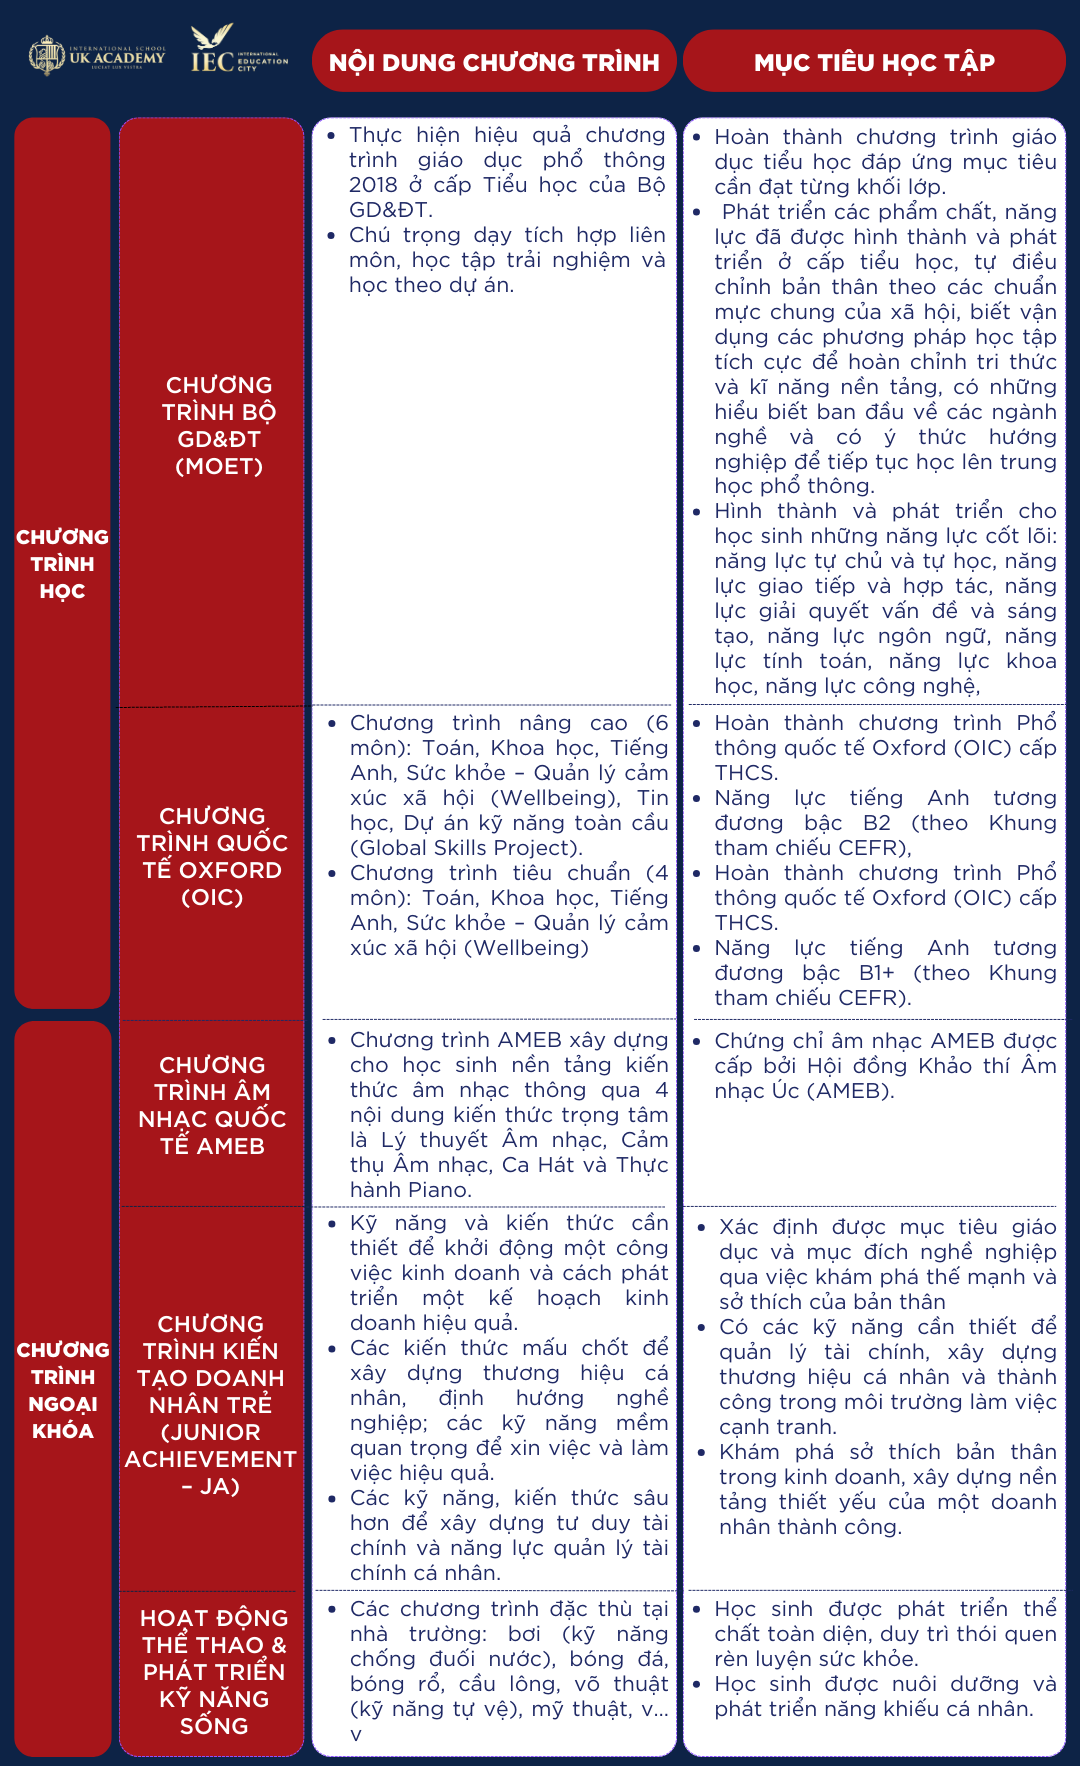 INTERNATIONAL SCHOOL
UK ACADEMY
LUCEAT LUX VESTRA
IEC
INTERNATIONAL
EDUCATION
CITY
NỘI DUNG CHƯƠNG TRÌNH
MỤC TIÊU HỌC TẬP
CHƯƠNG
TRÌNH
HỌC
CHƯƠNG
TRÌNH BỘ
GD&ĐT
(MOET)
• Thực hiện hiệu quả chương
trình giáo dục phổ thông
2018 ở cấp Tiểu học của Bộ
GD&ĐT.
• Chú trọng dạy tích hợp liên
môn, học tập trải nghiệm và
học theo dự án.
• Hoàn thành chương trình giáo
dục tiểu học đáp ứng mục tiêu
cần đạt từng khối lớp.
• Phát triển các phẩm chất, năng
lực đã được hình thành và phát
triển ở cấp tiểu học, tự điều
chỉnh bản thân theo các chuẩn
mực chung của xã hội, biết vận
dụng các phương pháp học tập
tích cực để hoàn chỉnh tri thức
và kĩ năng nền tảng, có những
hiểu biết ban đầu về các ngành
nghề và có ý thức hướng
nghiệp để tiếp tục học lên trung
học phổ thông.
• Hình thành và phát triển cho
học sinh những năng lực cốt lõi:
năng lực tự chủ và tự học, năng
lực giao tiếp và hợp tác, năng
lực giải quyết vấn đề và sáng
tạo, năng lực ngôn ngữ, năng
lực tính toán, năng lực khoa
học, năng lực công nghệ,
CHƯƠNG
TRÌNH QUỐC
TẾ OXFORD
(OIC)
• Chương trình nâng cao (6
môn): Toán, Khoa học, Tiếng
Anh, Sức khỏe – Quản lý cảm
xúc xã hội (Wellbeing), Tin
học, Dự án kỹ năng toàn cầu
(Global Skills Project).
• Chương trình tiêu chuẩn (4
môn): Toán, Khoa học, Tiếng
Anh, Sức khỏe – Quản lý cảm
xúc xã hội (Wellbeing)
• Hoàn thành chương trình Phổ
thông quốc tế Oxford (OIC) cấp
THCS.
• Năng lực tiếng Anh tương
đương bậc B2 (theo Khung
tham chiếu CEFR),
• Hoàn thành chương trình Phổ
thông quốc tế Oxford (OIC) cấp
THCS.
• Năng lực tiếng Anh tương
đương bậc B1+ (theo Khung
tham chiếu CEFR).
CHƯƠNG
TRÌNH
NGOẠI
KHÓA
CHƯƠNG
TRÌNH ÂM
NHẠC QUỐC
TẾ AMEB
• Chương trình AMEB xây dựng
cho học sinh nền tảng kiến
thức âm nhạc thông qua 4
nội dung kiến thức trọng tâm
là Lý thuyết Âm nhạc, Cảm
thụ Âm nhạc, Ca Hát và Thực
hành Piano.
• Chứng chỉ âm nhạc AMEB được
cấp bởi Hội đồng Khảo thí Âm
nhạc Úc (AMEB).
CHƯƠNG
TRÌNH KIẾN
TẠO DOANH
NHÂN TRẺ
(JUNIOR
ACHIEVEMENT
– JA)
• Kỹ năng và kiến thức cần
thiết để khởi động một công
việc kinh doanh và cách phát
triển một kế hoạch kinh
doanh hiệu quả.
• Các kiến thức mấu chốt để
xây dựng thương hiệu cá
nhân, định hướng nghề
nghiệp; các kỹ năng mềm
quan trọng để xin việc và làm
việc hiệu quả.
• Các kỹ năng, kiến thức sâu
hơn để xây dựng tư duy tài
chính và năng lực quản lý tài
chính cá nhân.
• Xác định được mục tiêu giáo
dục và mục đích nghề nghiệp
qua việc khám phá thế mạnh và
sở thích của bản thân
• Có các kỹ năng cần thiết để
quản lý tài chính, xây dựng
thương hiệu cá nhân và thành
công trong môi trường làm việc
cạnh tranh.
• Khám phá sở thích bản thân
trong kinh doanh, xây dựng nền
tảng thiết yếu của một doanh
nhân thành công.
HOẠT ĐỘNG
THỂ THAO &
PHÁT TRIỂN
KỸ NĂNG
SỐNG
• Các chương trình đặc thù tại
nhà trường: bơi (kỹ năng
chống đuối nước), bóng đá,
bóng rổ, cầu lông, võ thuật
(kỹ năng tự vệ), mỹ thuật, v...
v
• Học sinh được phát triển thể
chất toàn diện, duy trì thói quen
rèn luyện sức khỏe.
• Học sinh được nuôi dưỡng và
phát triển năng khiếu cá nhân.